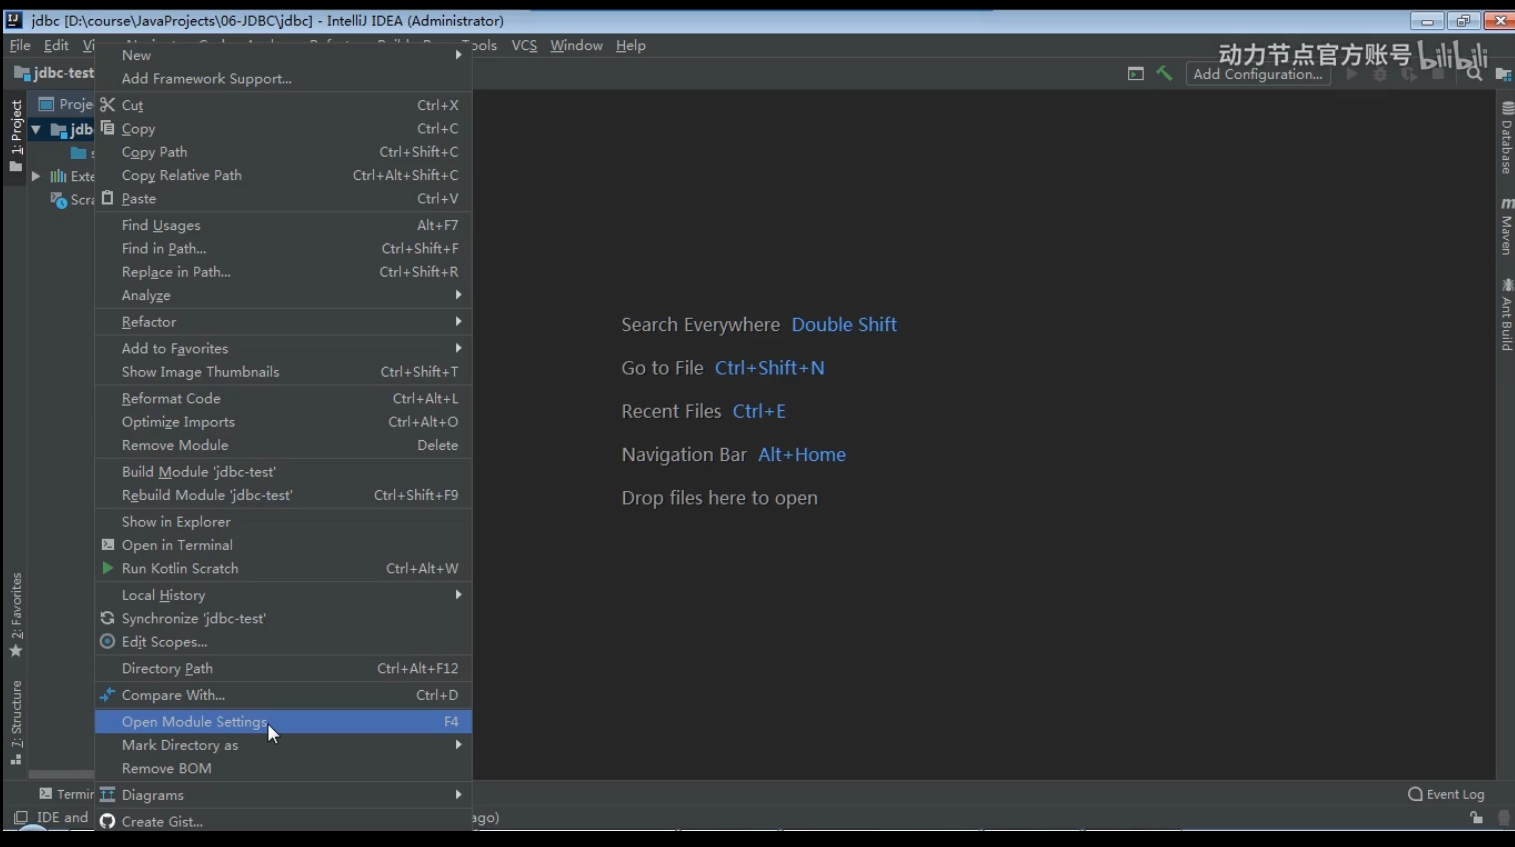 jdbc [D:\course\JavaProjects\06-JDBC\jdbc] - IntelliJ IDEA (Administrator)
File Edit Tools VCS Window Help
动力节点官方账号 bilibili
jdbc-test
Add Configuration...
1: Project
New
Add Framework Support...
Cut Ctrl+X
Copy Ctrl+C
Copy Path Ctrl+Shift+C
Copy Relative Path Ctrl+Alt+Shift+C
Paste Ctrl+V
Find Usages Alt+F7
Find in Path... Ctrl+Shift+F
Replace in Path... Ctrl+Shift+R
Analyze
Refactor
Add to Favorites
Show Image Thumbnails Ctrl+Shift+T
Reformat Code Ctrl+Alt+L
Optimize Imports Ctrl+Alt+O
Remove Module Delete
Build Module 'jdbc-test'
Rebuild Module 'jdbc-test' Ctrl+Shift+F9
Show in Explorer
Open in Terminal
Run Kotlin Scratch Ctrl+Alt+W
Local History
Synchronize 'jdbc-test'
Edit Scopes...
Directory Path Ctrl+Alt+F12
Compare With... Ctrl+D
Open Module Settings F4
Mark Directory as
Remove BOM
Diagrams
Create Gist...
Search Everywhere Double Shift
Go to File Ctrl+Shift+N
Recent Files Ctrl+E
Navigation Bar Alt+Home
Drop files here to open
Database
Maven
Ant Build
2: Favorites
7: Structure
Event Log
IDE and
ago)